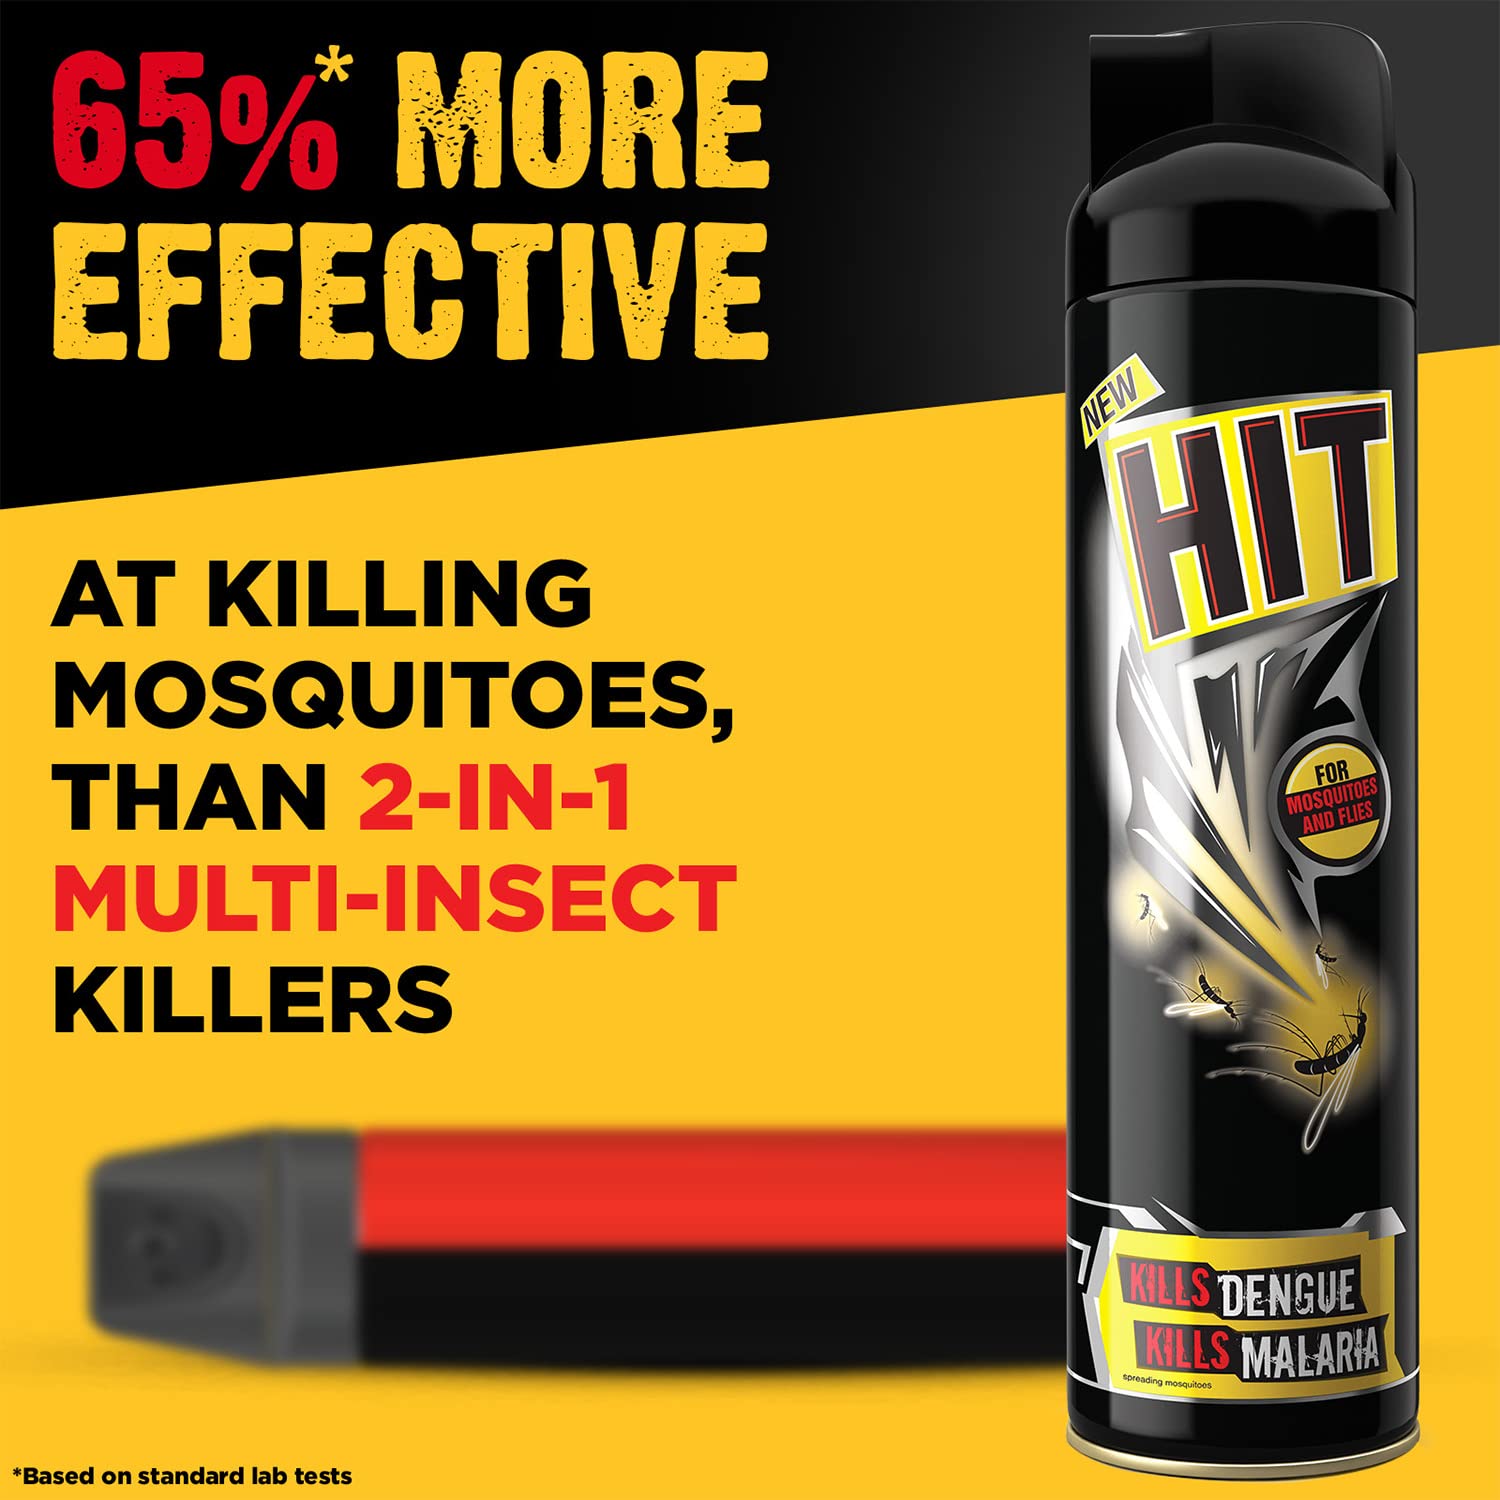 65%* MORE
EFFECTIVE
AT KILLING
MOSQUITOES,
THAN 2-IN-1
MULTI-INSECT
KILLERS
*Based on standard lab tests
NEW
HIT
FOR
MOSQUITOES
AND FLIES
KILLS DENGUE
KILLS MALARIA
spreading mosquitoes